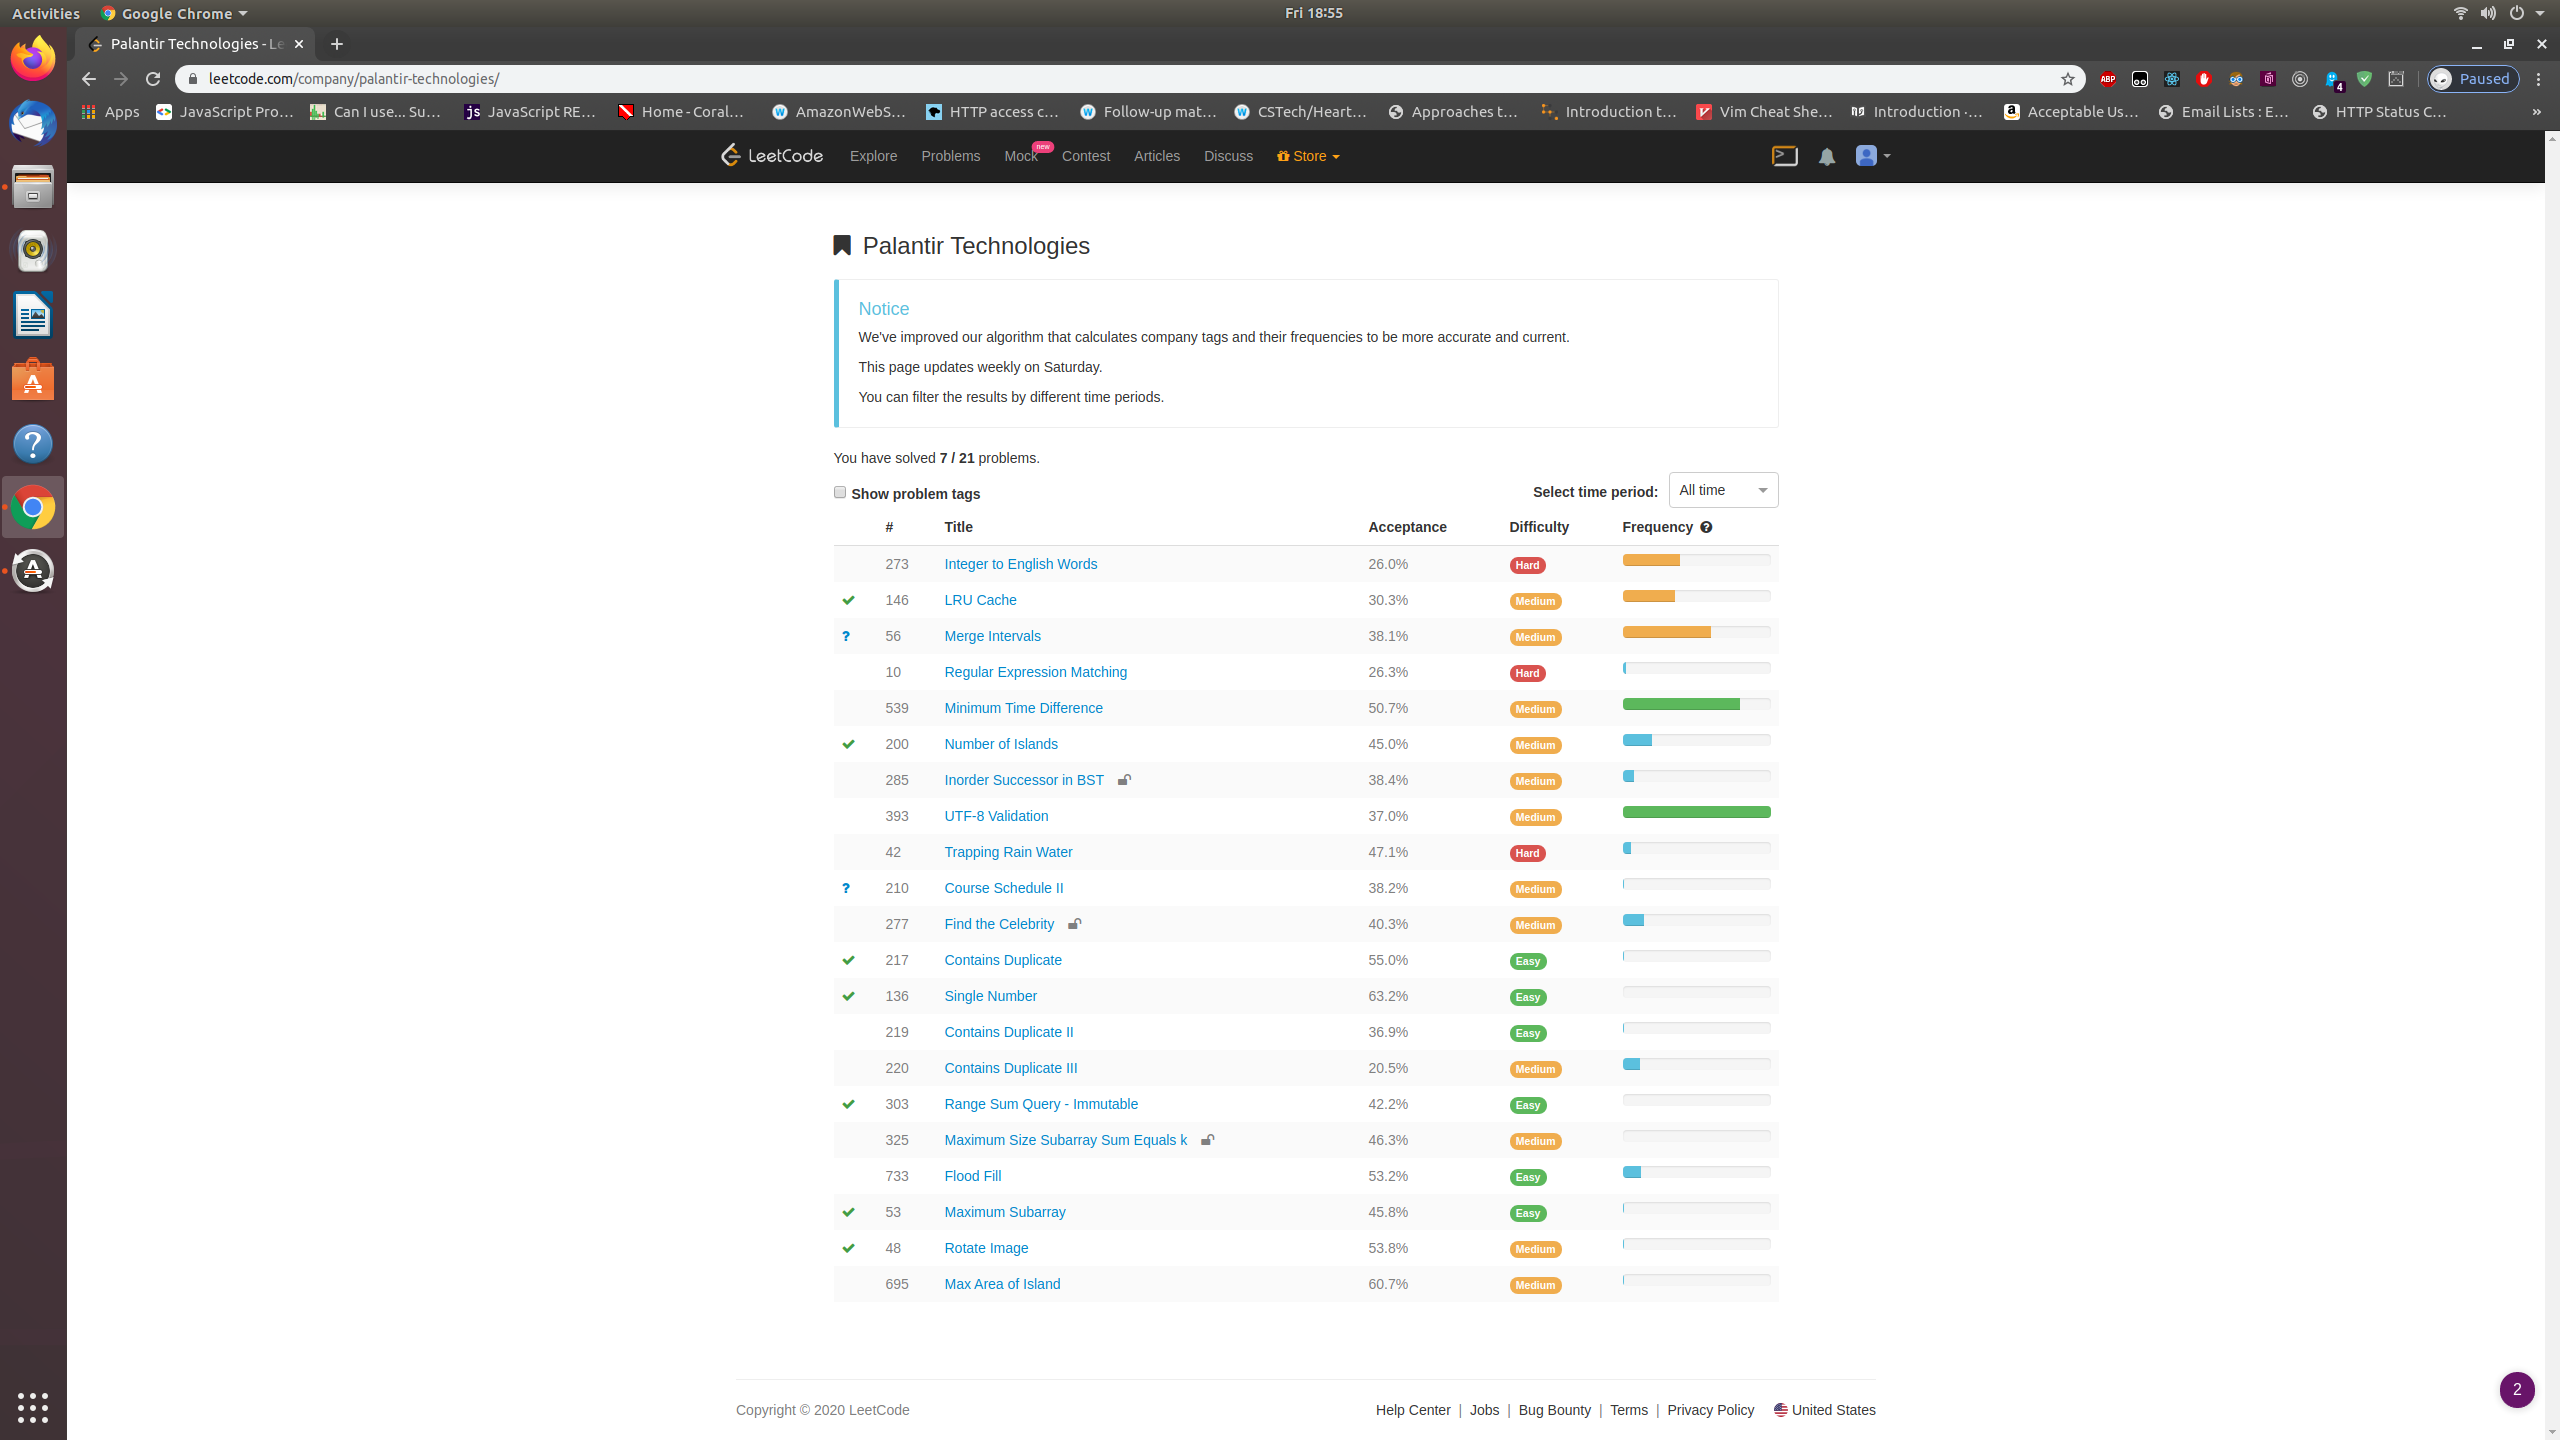 Activities Google Chrome Fri 18:55
Palantir Technologies - Le
leetcode.com/company/palantir-technologies/ ABP 4 Paused
Apps JavaScript Pro… Can I use... Su… JS JavaScript RE… Home - Coral… AmazonWebS… HTTP access c… Follow-up mat… CSTech/Heart… Approaches t… Introduction t… Vim Cheat She… Introduction ·… Acceptable Us… Email Lists : E… HTTP Status C… »
LeetCode Explore Problems Mock new Contest Articles Discuss Store
Palantir Technologies
Notice
We've improved our algorithm that calculates company tags and their frequencies to be more accurate and current.
This page updates weekly on Saturday.
You can filter the results by different time periods.
You have solved 7 / 21 problems.
Show problem tags Select time period: All time
# Title Acceptance Difficulty Frequency ?
273 Integer to English Words 26.0% Hard
146 LRU Cache 30.3% Medium
? 56 Merge Intervals 38.1% Medium
10 Regular Expression Matching 26.3% Hard
539 Minimum Time Difference 50.7% Medium
200 Number of Islands 45.0% Medium
285 Inorder Successor in BST 38.4% Medium
393 UTF-8 Validation 37.0% Medium
42 Trapping Rain Water 47.1% Hard
? 210 Course Schedule II 38.2% Medium
277 Find the Celebrity 40.3% Medium
217 Contains Duplicate 55.0% Easy
136 Single Number 63.2% Easy
219 Contains Duplicate II 36.9% Easy
220 Contains Duplicate III 20.5% Medium
303 Range Sum Query - Immutable 42.2% Easy
325 Maximum Size Subarray Sum Equals k 46.3% Medium
733 Flood Fill 53.2% Easy
53 Maximum Subarray 45.8% Easy
48 Rotate Image 53.8% Medium
695 Max Area of Island 60.7% Medium
2
Copyright © 2020 LeetCode Help Center | Jobs | Bug Bounty | Terms | Privacy Policy United States